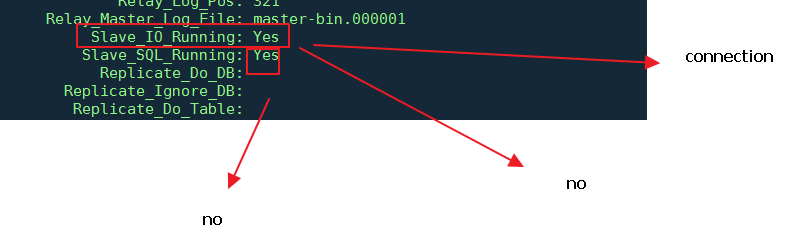 Relay_Log_Pos: 321
Relay_Master_Log_File: master-bin.000001
Slave_IO_Running: Yes
Slave_SQL_Running: Yes
Replicate_Do_DB:
Replicate_Ignore_DB:
Replicate_Do_Table:
connection
no
no